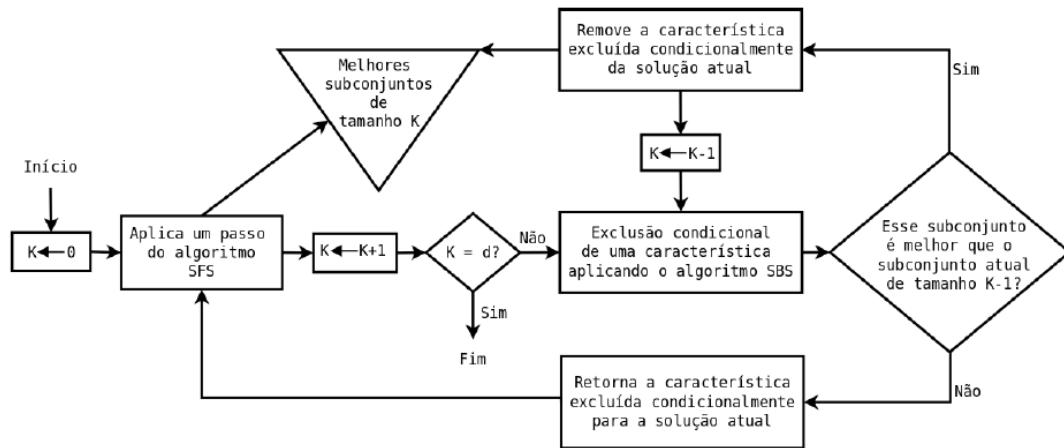 Início
K←0
Aplica um passo
do algoritmo
SFS
Melhores
subconjuntos
de
tamanho K
K←K+1
K = d?
Sim
Fim
Não
Exclusão condicional
de uma característica
aplicando o algoritmo SBS
Esse subconjunto
é melhor que o
subconjunto atual
de tamanho K-1?
Sim
Remove a característica
excluída condicionalmente
da solução atual
K←K-1
Não
Retorna a característica
excluída condicionalmente
para a solução atual